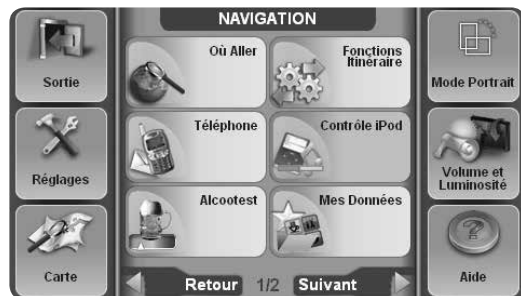 NAVIGATION
Sortie
Où Aller
Fonctions
Itinéraire
Mode Portrait
Réglages
Téléphone
Contrôle iPod
Volume et
Luminosité
Carte
Alcootest
Mes Données
Aide
Retour 1/2 Suivant